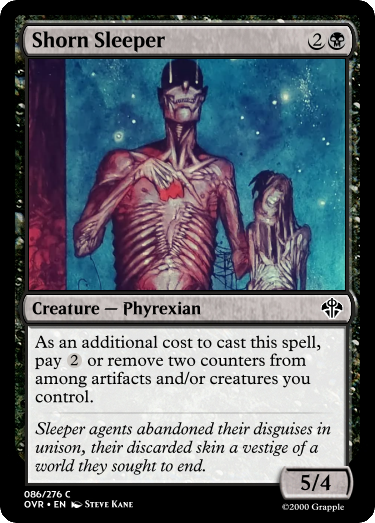 Shorn Sleeper 2
Creature — Phyrexian
As an additional cost to cast this spell,
pay 2 or remove two counters from
among artifacts and/or creatures you
control.
Sleeper agents abandoned their disguises in
unison, their discarded skin a vestige of a
world they sought to end.
5/4
086/276 C
OVR • EN Steve Kane
©2000 Grapple